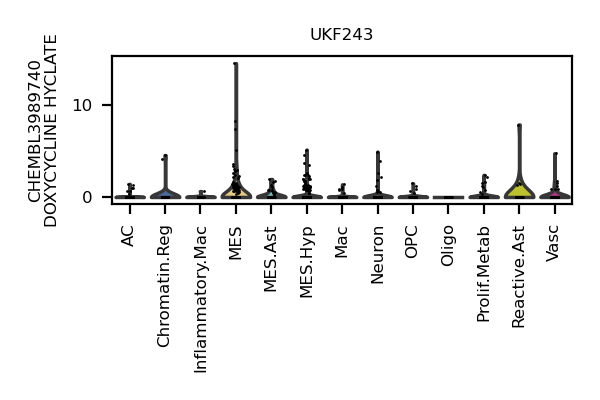 UKF243
CHEMBL3989740
DOXYCYCLINE HYCLATE
10
0
AC
Chromatin.Reg
Inflammatory.Mac
MES
MES.Ast
MES.Hyp
Mac
Neuron
OPC
Oligo
Prolif.Metab
Reactive.Ast
Vasc